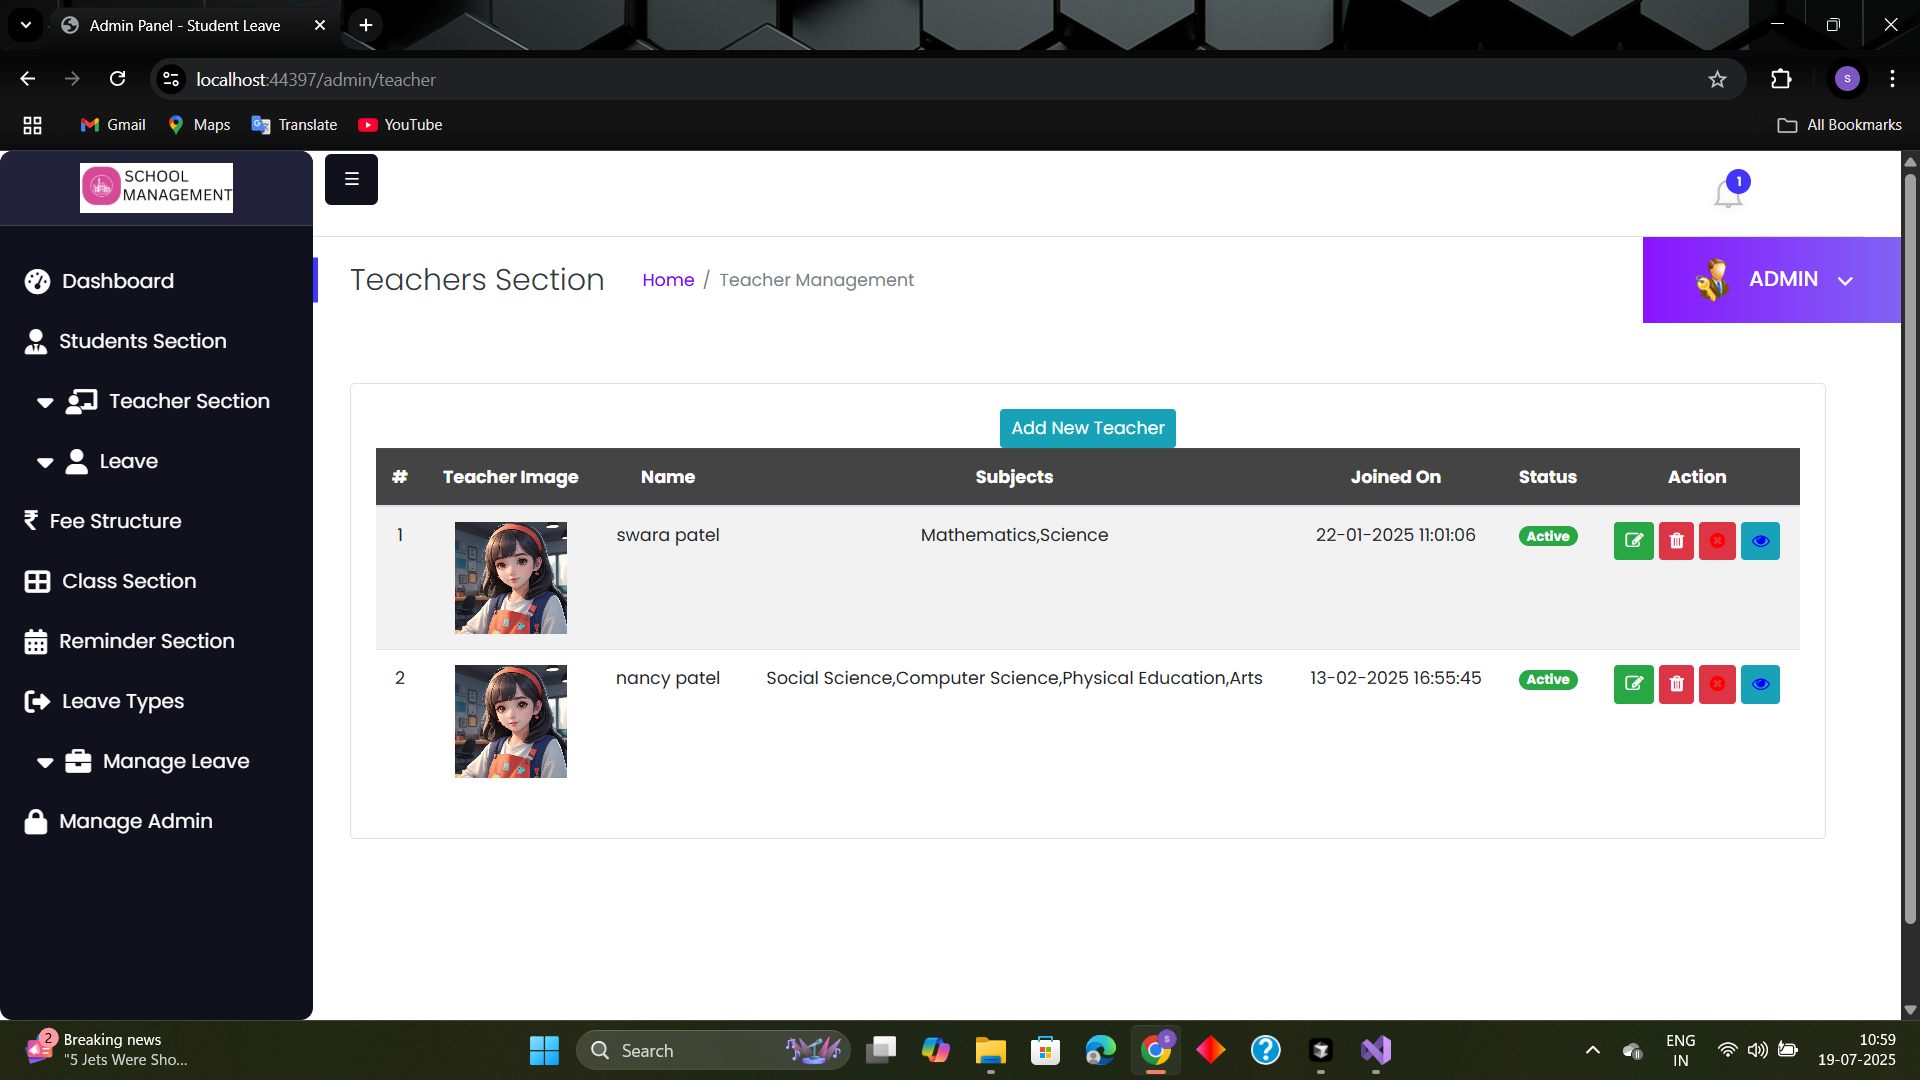 Admin Panel - Student Leave
localhost:44397/admin/teacher
S
Gmail
Maps
Translate
YouTube
All Bookmarks
SCHOOL
MANAGEMENT
1
Dashboard
Students Section
Teacher Section
Leave
Fee Structure
Class Section
Reminder Section
Leave Types
Manage Leave
Manage Admin
Teachers Section
Home / Teacher Management
ADMIN
Add New Teacher
# Teacher Image Name Subjects Joined On Status Action
1 swara patel Mathematics,Science 22-01-2025 11:01:06 Active
2 nancy patel Social Science,Computer Science,Physical Education,Arts 13-02-2025 16:55:45 Active
2
Breaking news
"5 Jets Were Sho...
Search
S
ENG
IN
10:59
19-07-2025